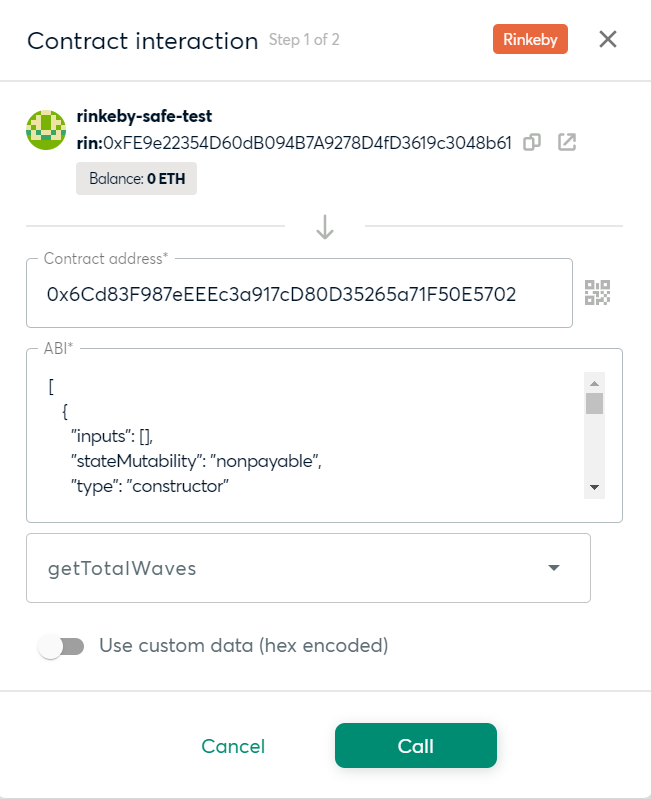 Contract interaction Step 1 of 2 Rinkeby
rinkeby-safe-test
rin:0xFE9e22354D60dB094B7A9278D4fD3619c3048b61
Balance: 0 ETH
Contract address*
0x6Cd83F987eEEEc3a917cD80D35265a71F50E5702
ABI*
[
{
"inputs": [],
"stateMutability": "nonpayable",
"type": "constructor"
getTotalWaves
Use custom data (hex encoded)
Cancel Call